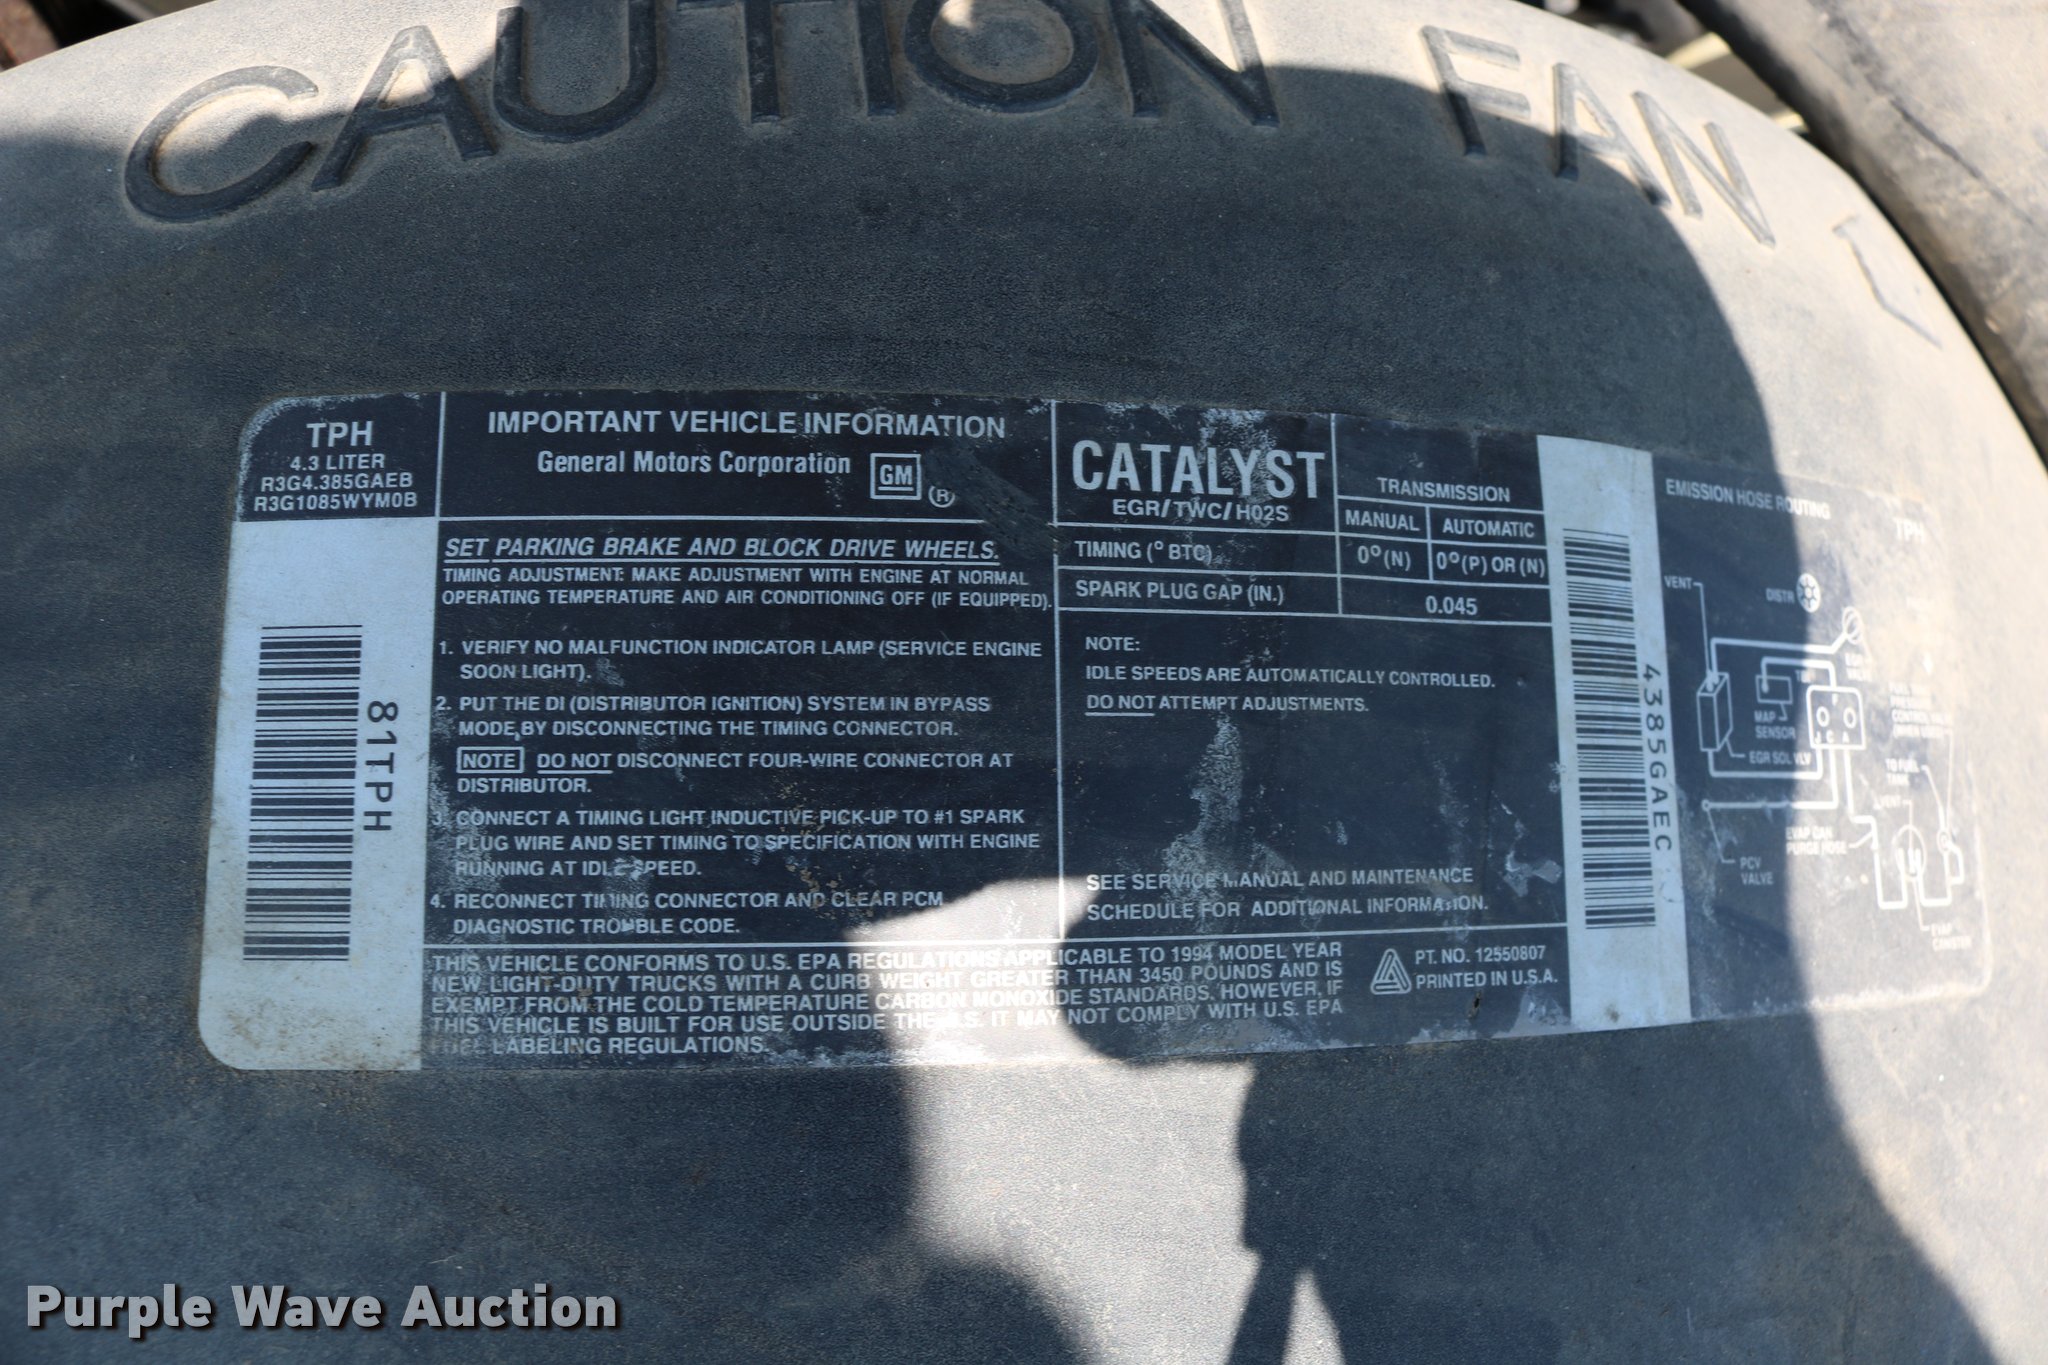 CAUTION FAN
TPH
4.3 LITER
R3G4.385GAEB
R3G1085WYM0B
81TPH
IMPORTANT VEHICLE INFORMATION
General Motors Corporation GM ®
SET PARKING BRAKE AND BLOCK DRIVE WHEELS.
TIMING ADJUSTMENT: MAKE ADJUSTMENT WITH ENGINE AT NORMAL
OPERATING TEMPERATURE AND AIR CONDITIONING OFF (IF EQUIPPED).
1. VERIFY NO MALFUNCTION INDICATOR LAMP (SERVICE ENGINE
SOON LIGHT).
2. PUT THE DI (DISTRIBUTOR IGNITION) SYSTEM IN BYPASS
MODE BY DISCONNECTING THE TIMING CONNECTOR.
NOTE DO NOT DISCONNECT FOUR-WIRE CONNECTOR AT
DISTRIBUTOR.
3. CONNECT A TIMING LIGHT INDUCTIVE PICK-UP TO #1 SPARK
PLUG WIRE AND SET TIMING TO SPECIFICATION WITH ENGINE
RUNNING AT IDLE SPEED.
4. RECONNECT TIMING CONNECTOR AND CLEAR PCM
DIAGNOSTIC TROUBLE CODE.
CATALYST
EGR/TWC/HO2S
TRANSMISSION
MANUAL AUTOMATIC
TIMING (° BTC) 0°(N) 0°(P) OR (N)
SPARK PLUG GAP (IN.) 0.045
NOTE:
IDLE SPEEDS ARE AUTOMATICALLY CONTROLLED.
DO NOT ATTEMPT ADJUSTMENTS.
SEE SERVICE MANUAL AND MAINTENANCE
SCHEDULE FOR ADDITIONAL INFORMATION.
THIS VEHICLE CONFORMS TO U.S. EPA REGULATIONS APPLICABLE TO 1994 MODEL YEAR
NEW LIGHT-DUTY TRUCKS WITH A CURB WEIGHT GREATER THAN 3450 POUNDS AND IS
EXEMPT FROM THE COLD TEMPERATURE CARBON MONOXIDE STANDARDS. HOWEVER, IF
THIS VEHICLE IS BUILT FOR USE OUTSIDE THE U.S. IT MAY NOT COMPLY WITH U.S. EPA
FUEL LABELING REGULATIONS.
PT. NO. 12550807
PRINTED IN U.S.A.
4385GAEC
EMISSION HOSE ROUTING
TPH
VENT
DISTR
EGR
VALVE
MAP
SENSOR
EGR SOL VLV
TO FUEL
TANK
VENT
EVAP CAN
PURGE HOSE
PCV
VALVE
EVAP
CANISTER
Purple Wave Auction